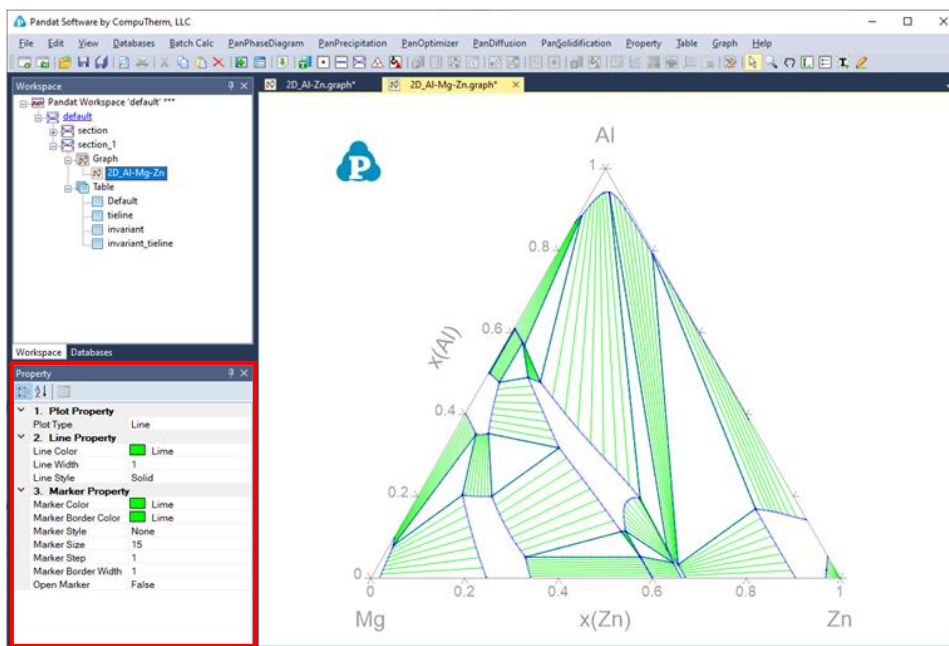 Pandat Software by CompuTherm, LLC
File Edit View Databases Batch Calc PanPhaseDiagram PanPrecipitation PanOptimizer PanDiffusion PanSolidification Property Table Graph Help
Workspace
Pandat Workspace 'default' ***
default
section
section_1
Graph
2D_Al-Mg-Zn
Table
Default
tieline
invariant
invariant_tieline
Workspace Databases
Property
1. Plot Property
Plot Type Line
2. Line Property
Line Color Lime
Line Width 1
Line Style Solid
3. Marker Property
Marker Color Lime
Marker Border Color Lime
Marker Style None
Marker Size 15
Marker Step 1
Marker Border Width 1
Open Marker False
2D_Al-Zn.graph* 2D_Al-Mg-Zn.graph*
P
Al
1
0.8
0.6
x(Al)
0.4
0.2
0
0 0.2 0.4 0.6 0.8 1
Mg x(Zn) Zn